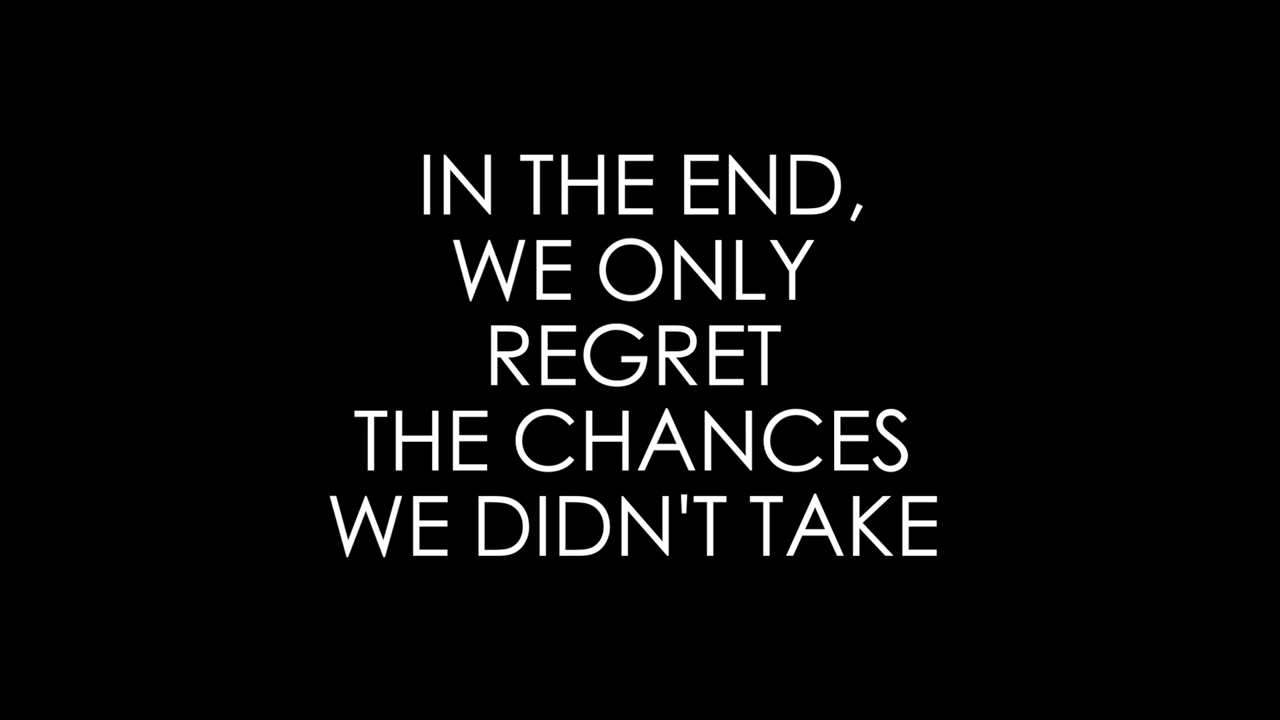 IN THE END,
WE ONLY
REGRET
THE CHANCES
WE DIDN'T TAKE